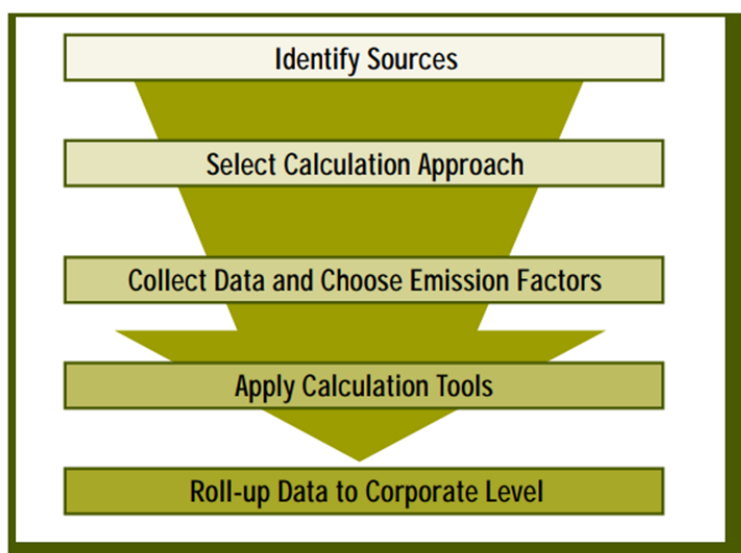 Identify Sources
Select Calculation Approach
Collect Data and Choose Emission Factors
Apply Calculation Tools
Roll-up Data to Corporate Level